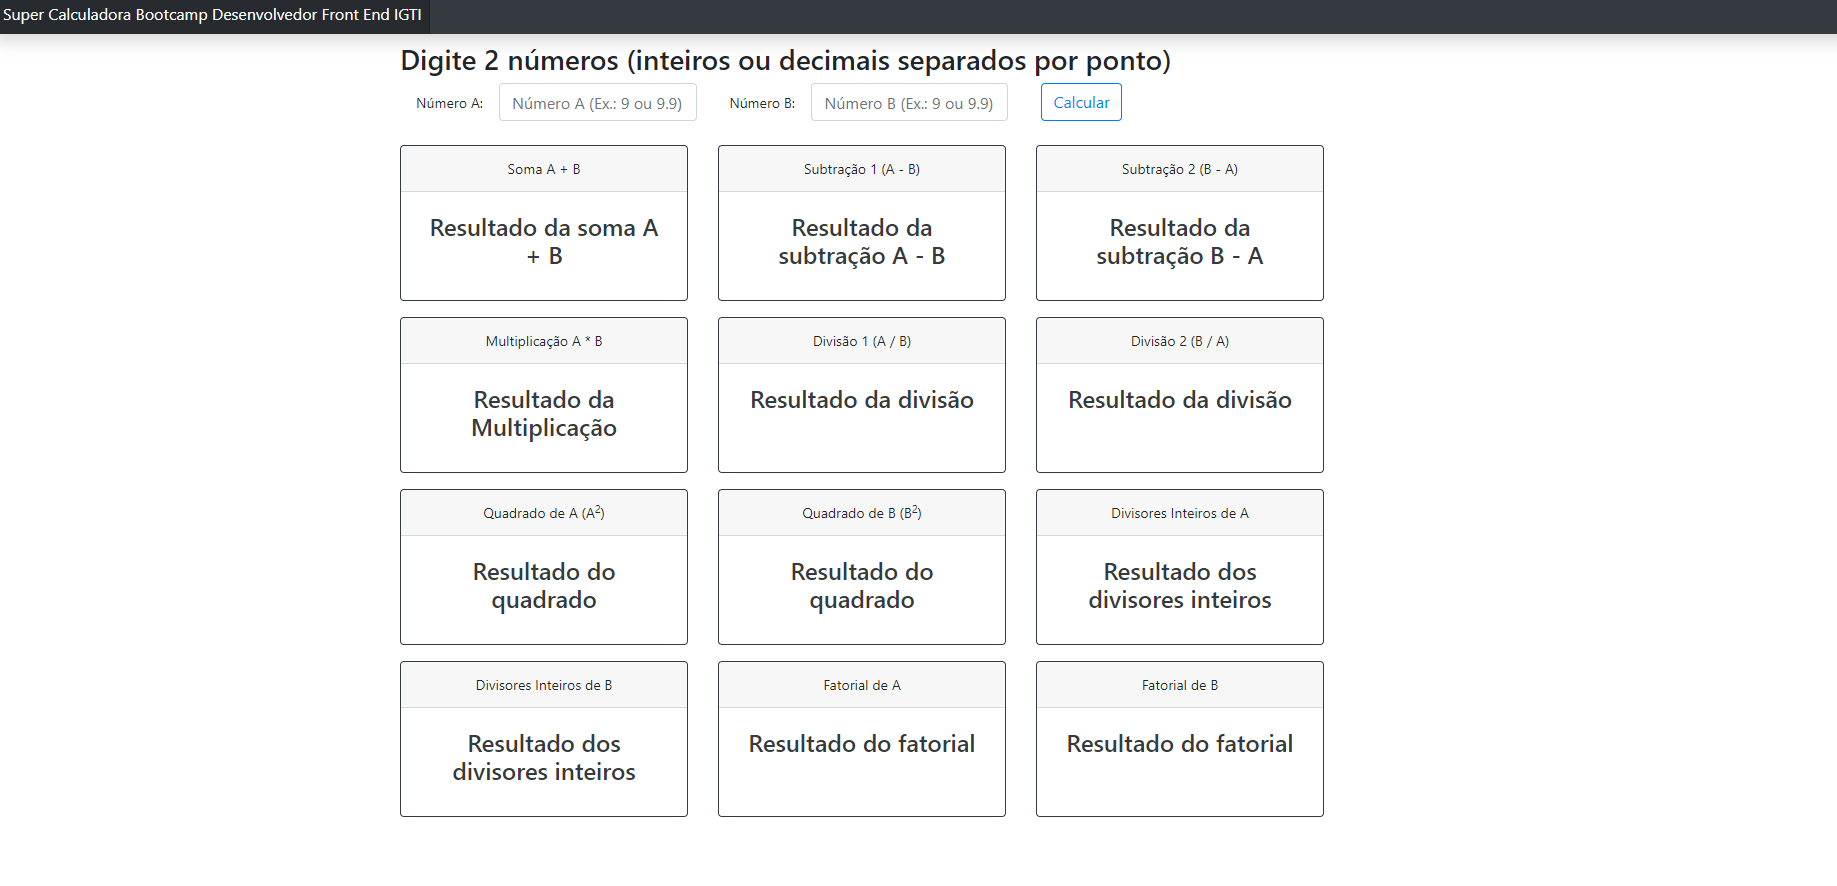 Super Calculadora Bootcamp Desenvolvedor Front End IGTI
Digite 2 números (inteiros ou decimais separados por ponto)
Número A: Número A (Ex.: 9 ou 9.9) Número B: Número B (Ex.: 9 ou 9.9) Calcular
Soma A + B
Resultado da soma A
+ B
Subtração 1 (A - B)
Resultado da
subtração A - B
Subtração 2 (B - A)
Resultado da
subtração B - A
Multiplicação A * B
Resultado da
Multiplicação
Divisão 1 (A / B)
Resultado da divisão
Divisão 2 (B / A)
Resultado da divisão
Quadrado de A (A²)
Resultado do
quadrado
Quadrado de B (B²)
Resultado do
quadrado
Divisores Inteiros de A
Resultado dos
divisores inteiros
Divisores Inteiros de B
Resultado dos
divisores inteiros
Fatorial de A
Resultado do fatorial
Fatorial de B
Resultado do fatorial